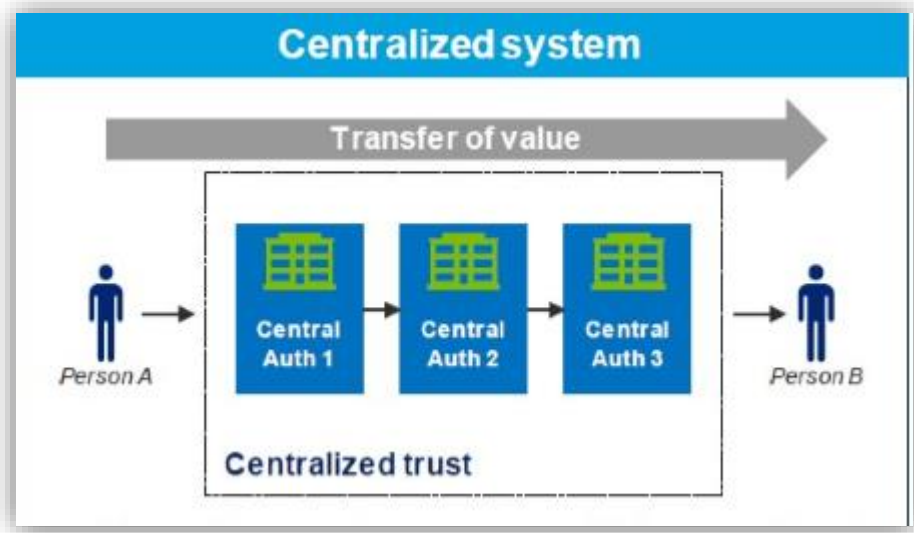 Centralized system
Transfer of value
Central
Auth 1
Central
Auth 2
Central
Auth 3
Person A
Person B
Centralized trust